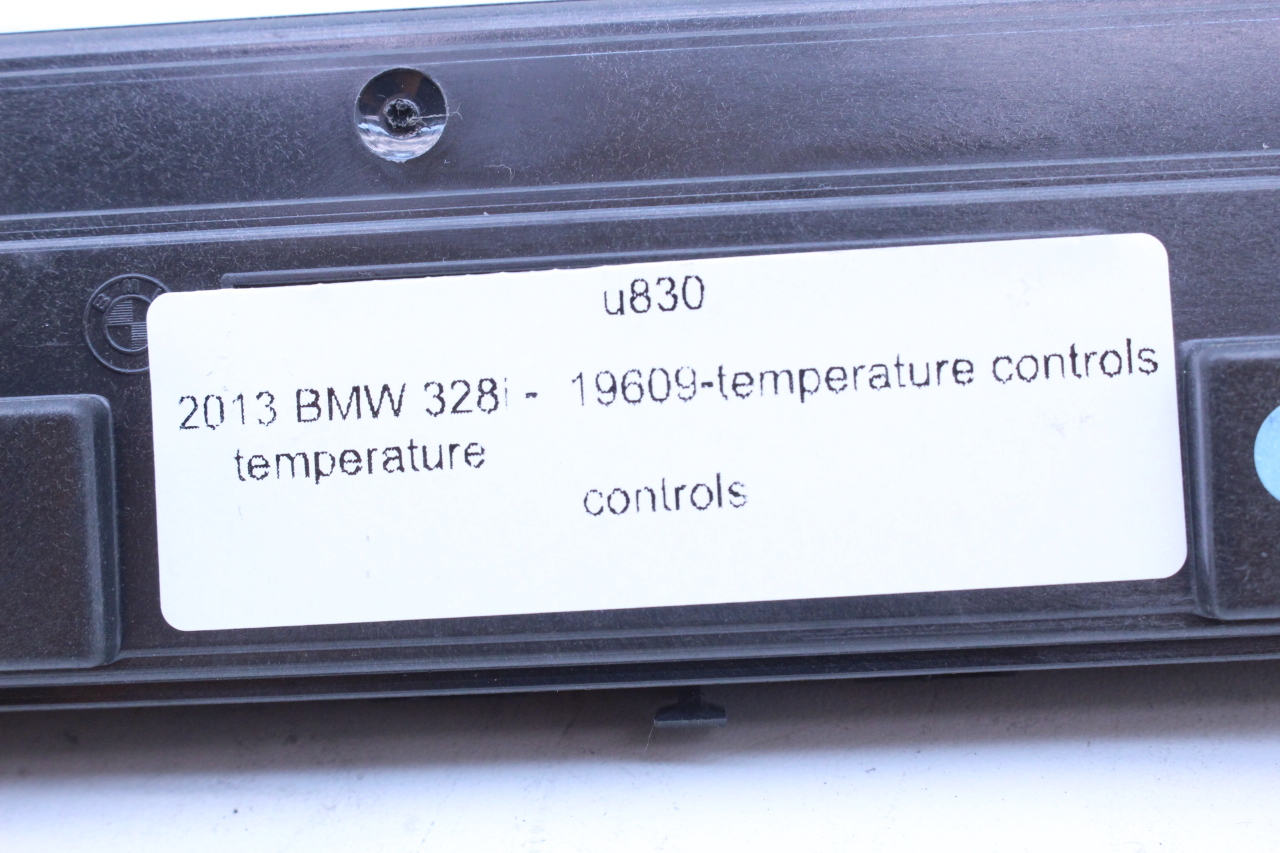 u830
2013 BMW 328i - 19609-temperature controls
temperature
controls